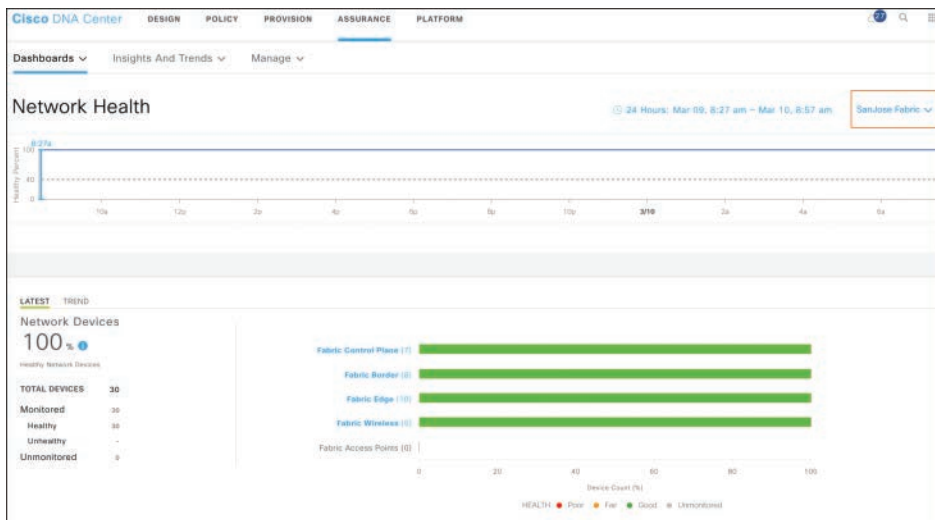 Cisco DNA Center DESIGN POLICY PROVISION ASSURANCE PLATFORM 27
Dashboards Insights And Trends Manage
Network Health 24 Hours: Mar 09, 8:27 am – Mar 10, 8:57 am SanJose Fabric
8:27a
Healthy Percent
100
40
0
10a 12p 2p 4p 6p 8p 10p 3/10 2a 4a 6a
LATEST TREND
Network Devices
100 %
Healthy Network Devices
TOTAL DEVICES 30
Monitored 30
Healthy 30
Unhealthy -
Unmonitored 0
Fabric Control Plane
Fabric Border
Fabric Edge
Fabric Wireless
Fabric Access Points (0)
0 20 40 60 80 100
Device Count (%)
HEALTH Poor Fair Good Unmonitored